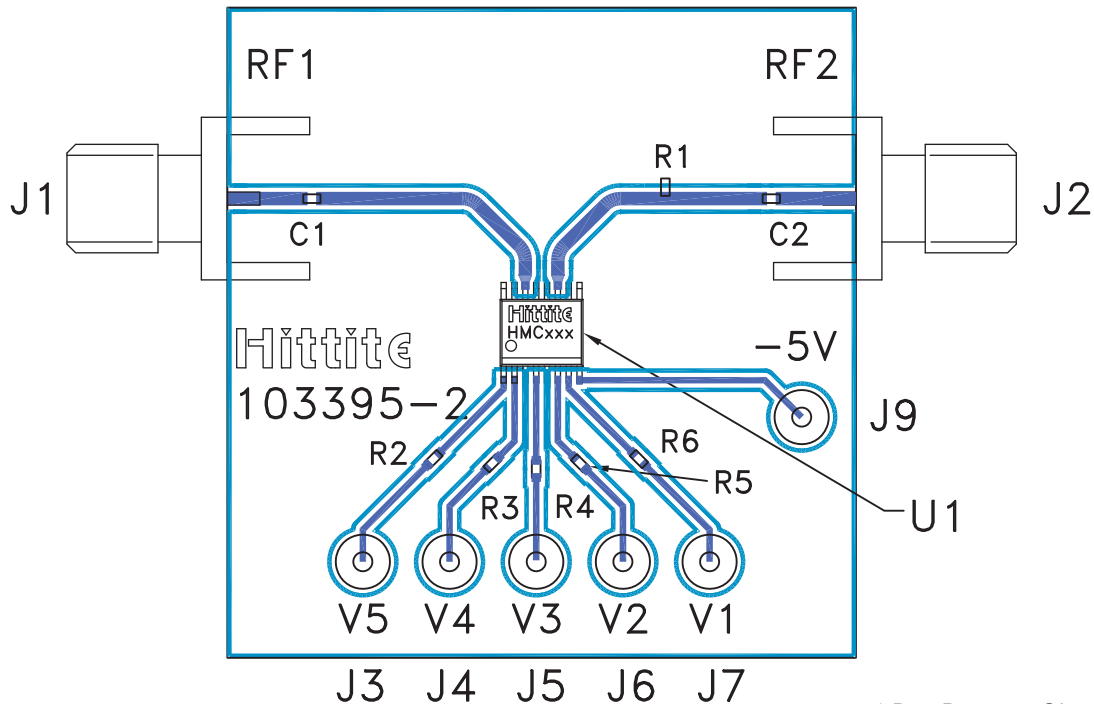 RF1
RF2
R1
J1
J2
C1
C2
Hittite
HMCxxx
Hittite
-5V
103395-2
J9
R2
R6
R3
R4
R5
U1
V5 V4 V3 V2 V1
J3 J4 J5 J6 J7